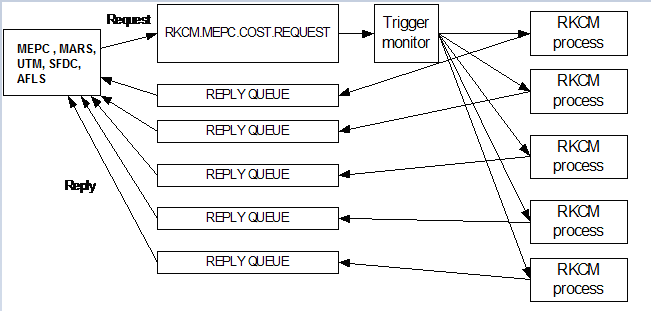 Request
MEPC , MARS,
UTM, SFDC,
AFLS
RKCM.MEPC.COST.REQUEST
Trigger
monitor
RKCM
process
REPLY QUEUE
RKCM
process
REPLY QUEUE
RKCM
process
REPLY QUEUE
Reply
RKCM
process
REPLY QUEUE
RKCM
process
REPLY QUEUE